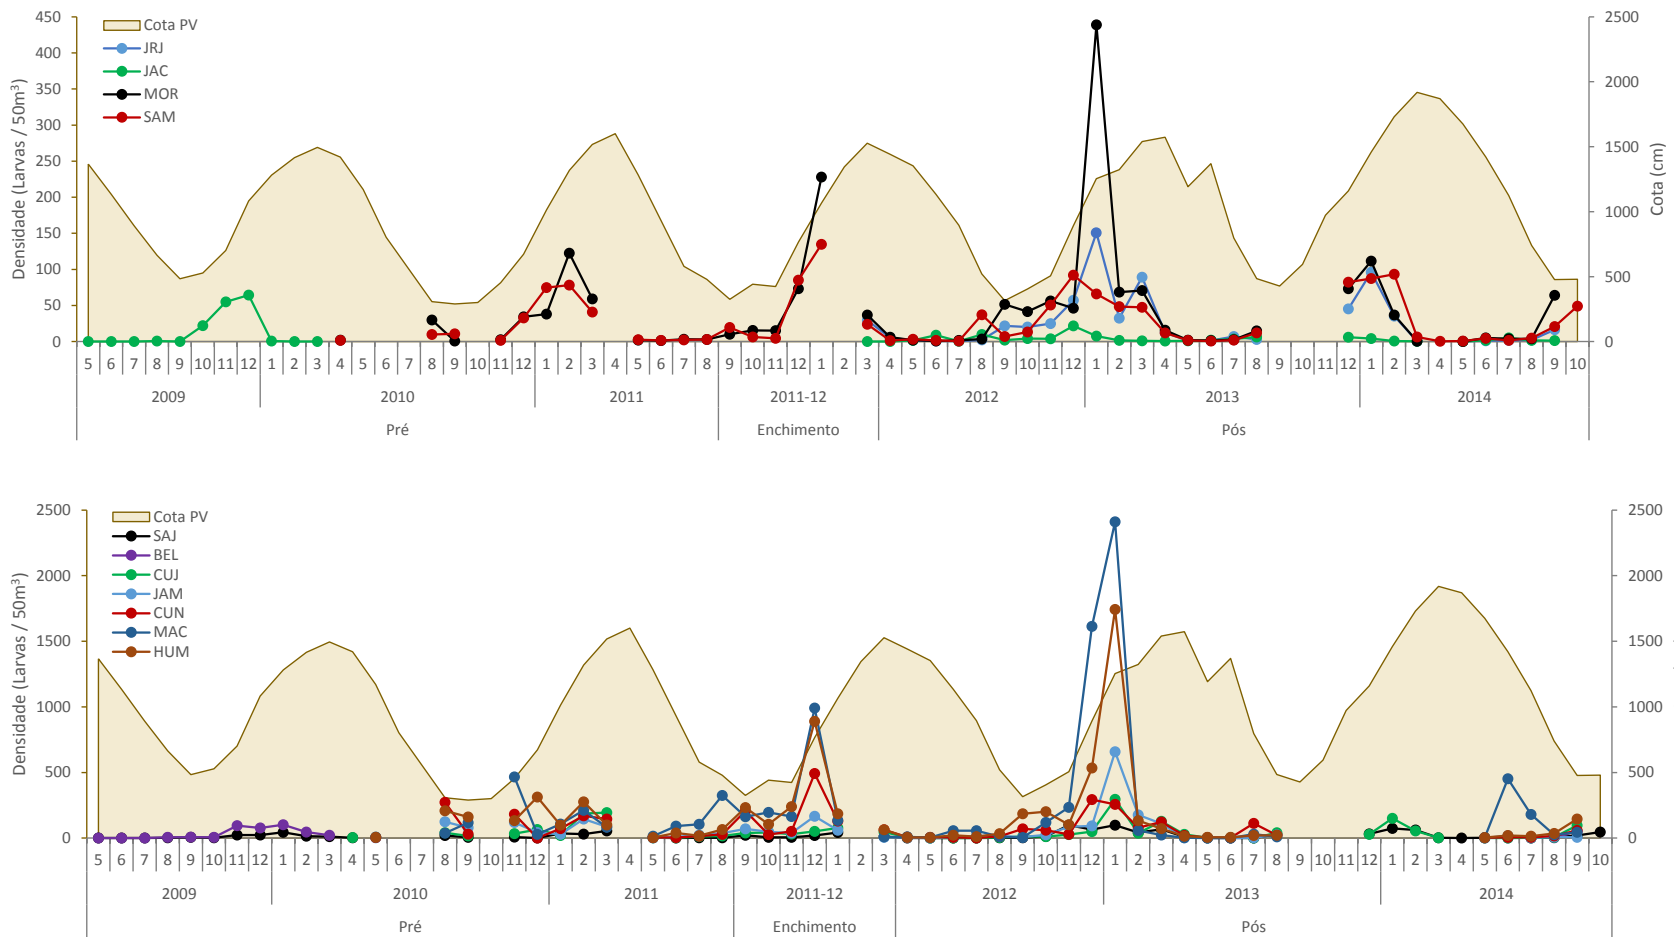 450
400
350
300
250
200
150
100
50
0
Densidade (Larvas / 50m³)
2500
2000
1500
1000
500
0
Cota (cm)
Cota PV
JRJ
JAC
MOR
SAM
5 6 7 8 9 10 11 12 1 2 3 4 5 6 7 8 9 10 11 12 1 2 3 4 5 6 7 8 9 10 11 12 1 2 3 4 5 6 7 8 9 10 11 12 1 2 3 4 5 6 7 8 9 10 11 12 1 2 3 4 5 6 7 8 9 10
2009 2010 2011 2011-12 2012 2013 2014
Pré Enchimento Pós
2500
2000
1500
1000
500
0
Densidade (Larvas / 50m³)
2500
2000
1500
1000
500
0
Cota PV
SAJ
BEL
CUJ
JAM
CUN
MAC
HUM
5 6 7 8 9 10 11 12 1 2 3 4 5 6 7 8 9 10 11 12 1 2 3 4 5 6 7 8 9 10 11 12 1 2 3 4 5 6 7 8 9 10 11 12 1 2 3 4 5 6 7 8 9 10 11 12 1 2 3 4 5 6 7 8 9 10
2009 2010 2011 2011-12 2012 2013 2014
Pré Enchimento Pós